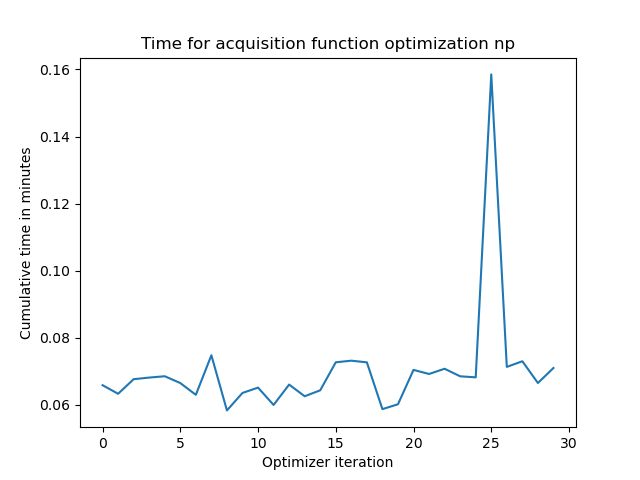 Time for acquisition function optimization np
0.16
0.14
0.12
0.10
0.08
0.06
Cumulative time in minutes
0 5 10 15 20 25 30
Optimizer iteration